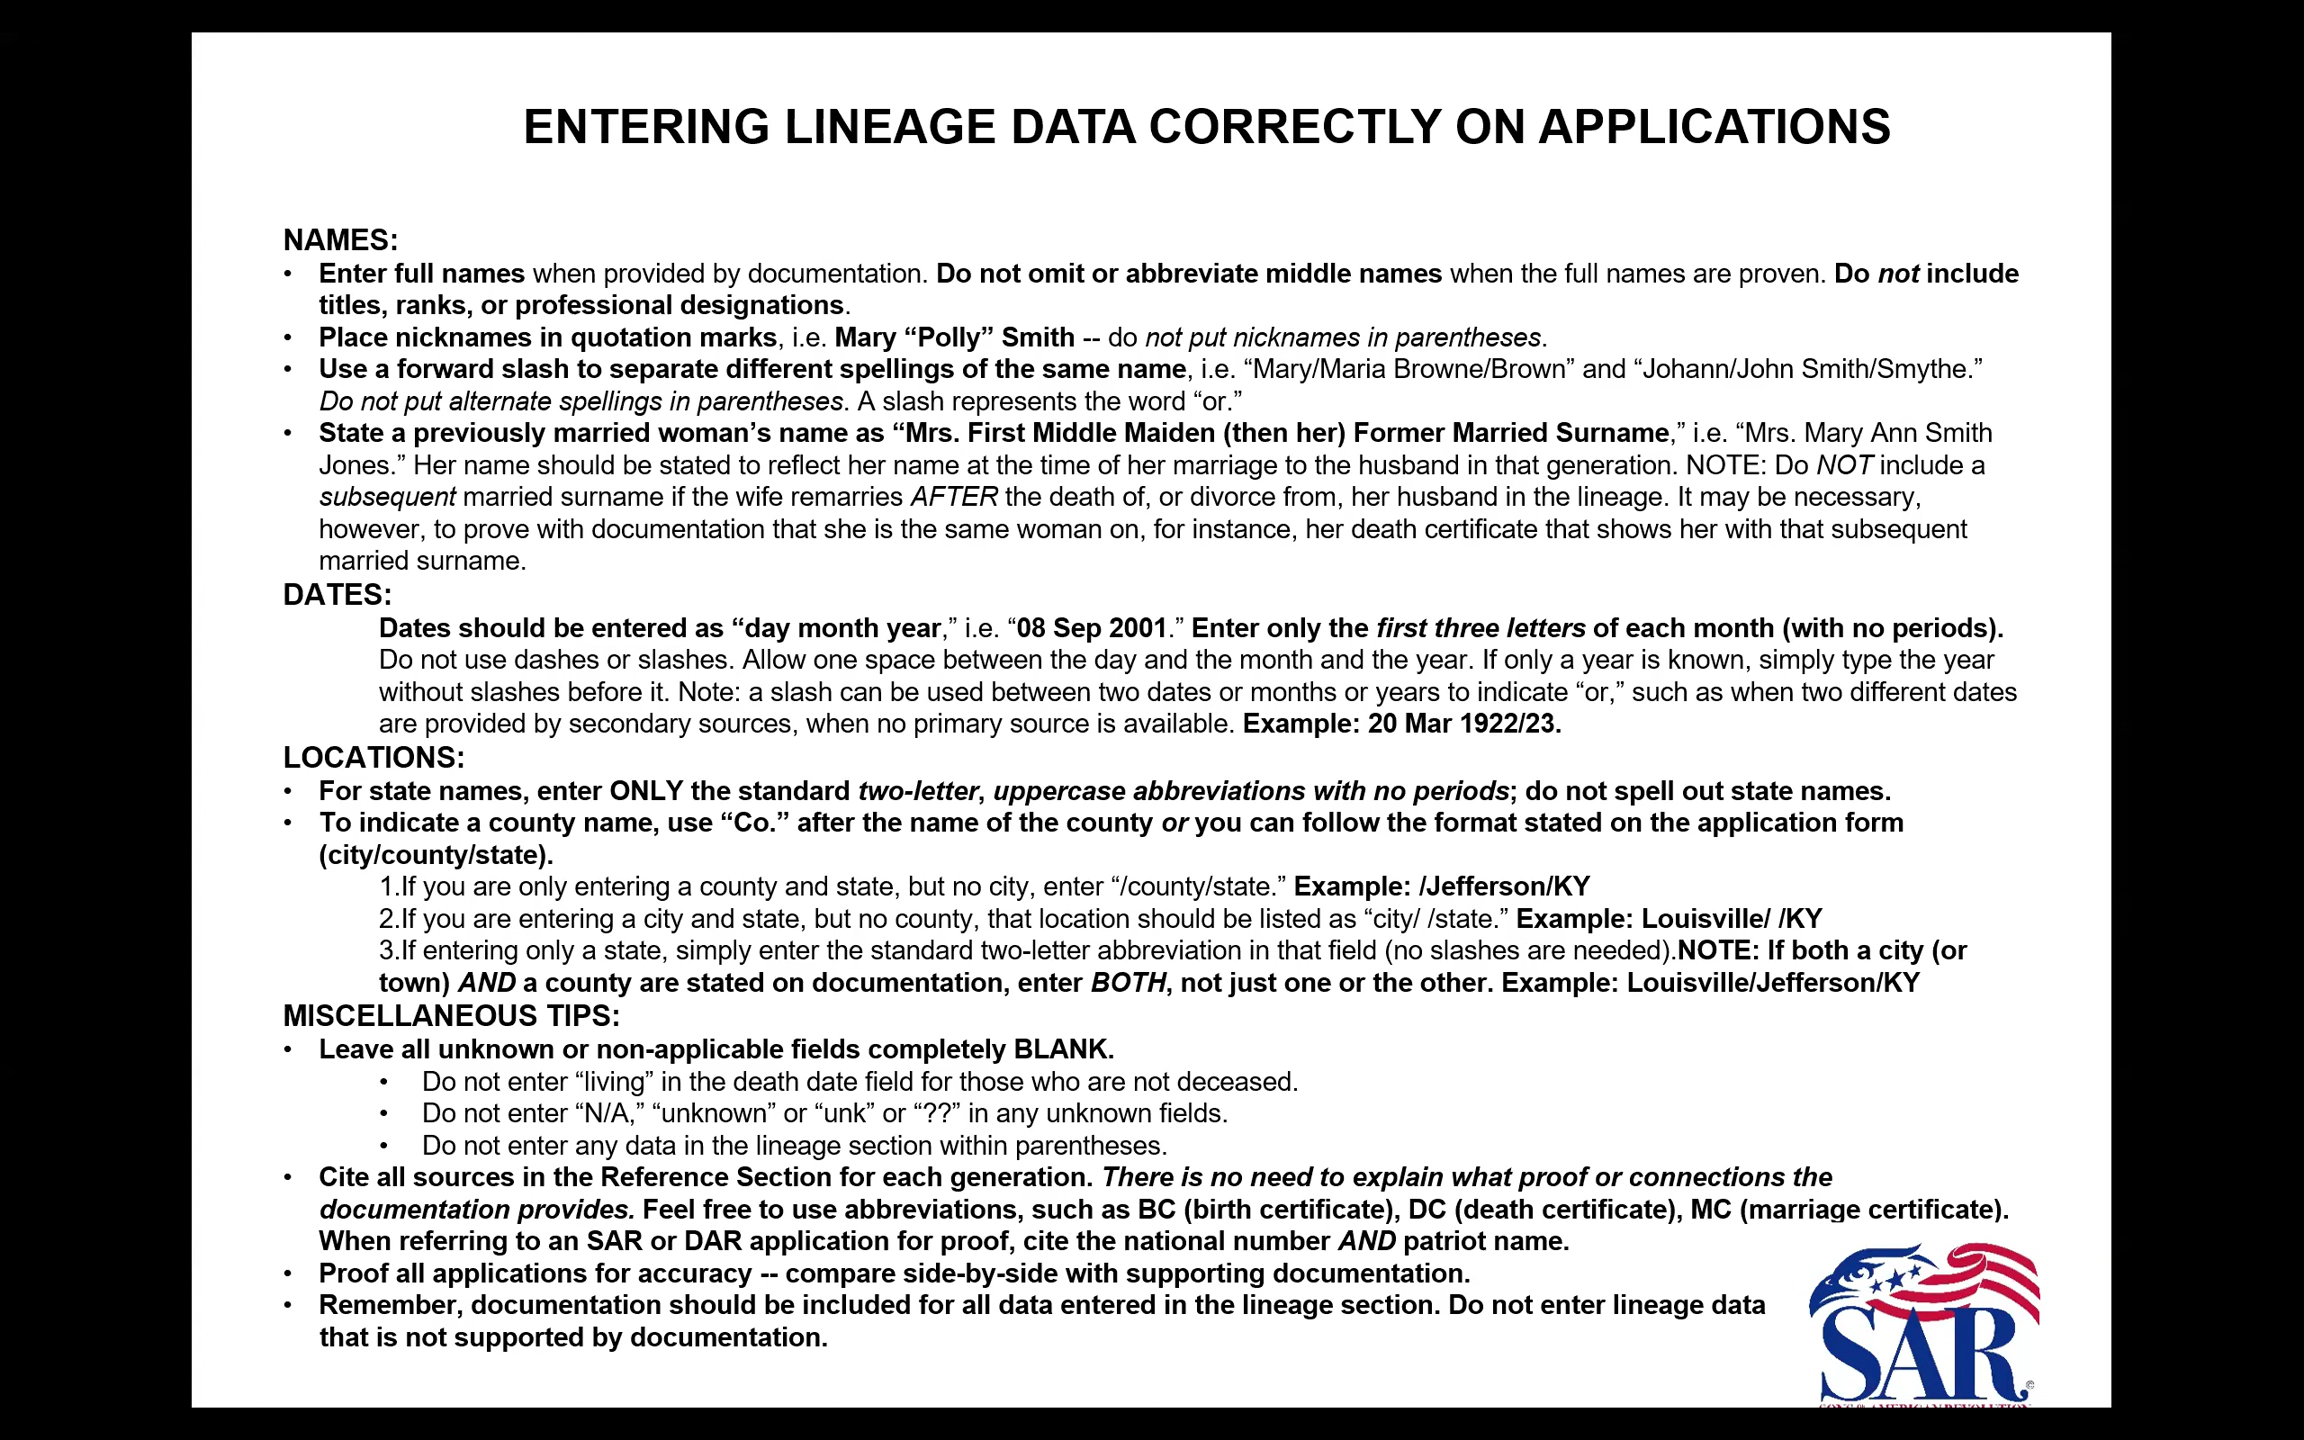 ENTERING LINEAGE DATA CORRECTLY ON APPLICATIONS
NAMES:
• Enter full names when provided by documentation. Do not omit or abbreviate middle names when the full names are proven. Do not include
titles, ranks, or professional designations.
• Place nicknames in quotation marks, i.e. Mary “Polly” Smith -- do not put nicknames in parentheses.
• Use a forward slash to separate different spellings of the same name, i.e. “Mary/Maria Browne/Brown” and “Johann/John Smith/Smythe.”
Do not put alternate spellings in parentheses. A slash represents the word “or.”
• State a previously married woman’s name as “Mrs. First Middle Maiden (then her) Former Married Surname,” i.e. “Mrs. Mary Ann Smith
Jones.” Her name should be stated to reflect her name at the time of her marriage to the husband in that generation. NOTE: Do NOT include a
subsequent married surname if the wife remarries AFTER the death of, or divorce from, her husband in the lineage. It may be necessary,
however, to prove with documentation that she is the same woman on, for instance, her death certificate that shows her with that subsequent
married surname.
DATES:
Dates should be entered as “day month year,” i.e. “08 Sep 2001.” Enter only the first three letters of each month (with no periods).
Do not use dashes or slashes. Allow one space between the day and the month and the year. If only a year is known, simply type the year
without slashes before it. Note: a slash can be used between two dates or months or years to indicate “or,” such as when two different dates
are provided by secondary sources, when no primary source is available. Example: 20 Mar 1922/23.
LOCATIONS:
• For state names, enter ONLY the standard two-letter, uppercase abbreviations with no periods; do not spell out state names.
• To indicate a county name, use “Co.” after the name of the county or you can follow the format stated on the application form
(city/county/state).
1.If you are only entering a county and state, but no city, enter “/county/state.” Example: /Jefferson/KY
2.If you are entering a city and state, but no county, that location should be listed as “city/ /state.” Example: Louisville/ /KY
3.If entering only a state, simply enter the standard two-letter abbreviation in that field (no slashes are needed).NOTE: If both a city (or
town) AND a county are stated on documentation, enter BOTH, not just one or the other. Example: Louisville/Jefferson/KY
MISCELLANEOUS TIPS:
• Leave all unknown or non-applicable fields completely BLANK.
• Do not enter “living” in the death date field for those who are not deceased.
• Do not enter “N/A,” “unknown” or “unk” or “??” in any unknown fields.
• Do not enter any data in the lineage section within parentheses.
• Cite all sources in the Reference Section for each generation. There is no need to explain what proof or connections the
documentation provides. Feel free to use abbreviations, such as BC (birth certificate), DC (death certificate), MC (marriage certificate).
When referring to an SAR or DAR application for proof, cite the national number AND patriot name.
• Proof all applications for accuracy -- compare side-by-side with supporting documentation.
• Remember, documentation should be included for all data entered in the lineage section. Do not enter lineage data
that is not supported by documentation.
SAR